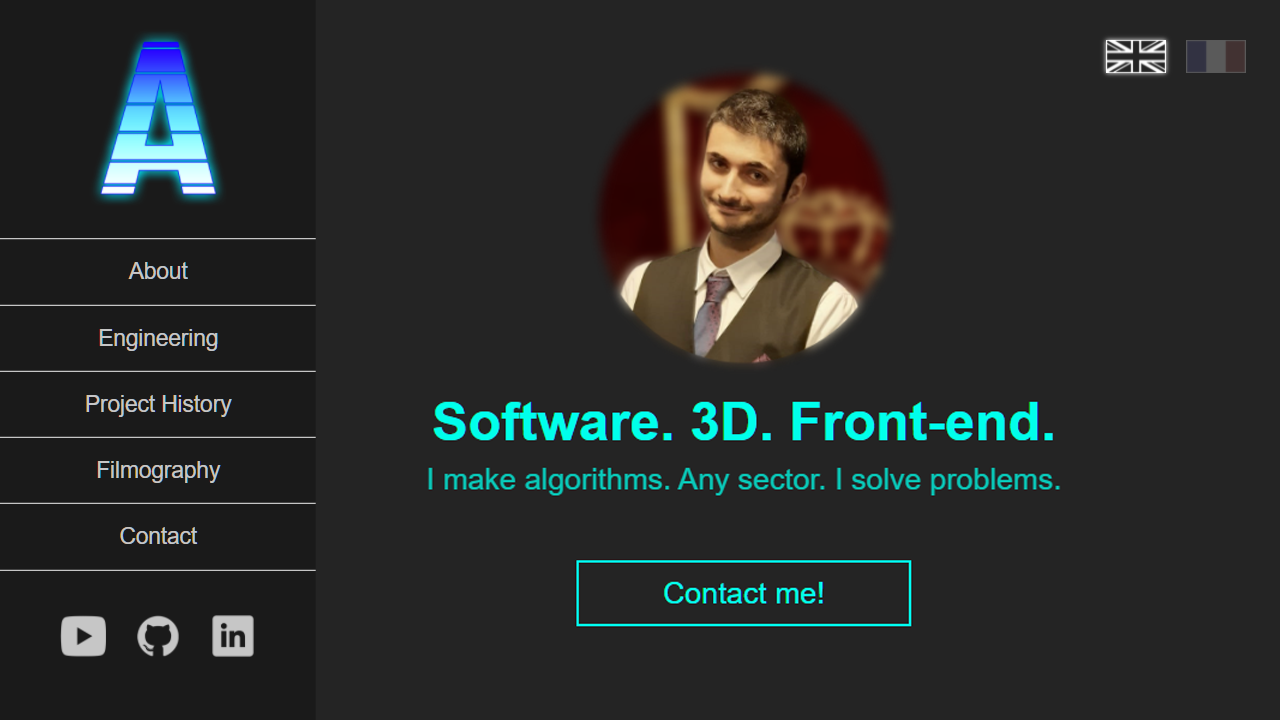 A
About
Engineering
Project History
Filmography
Contact
in
Software. 3D. Front-end.
I make algorithms. Any sector. I solve problems.
Contact me!